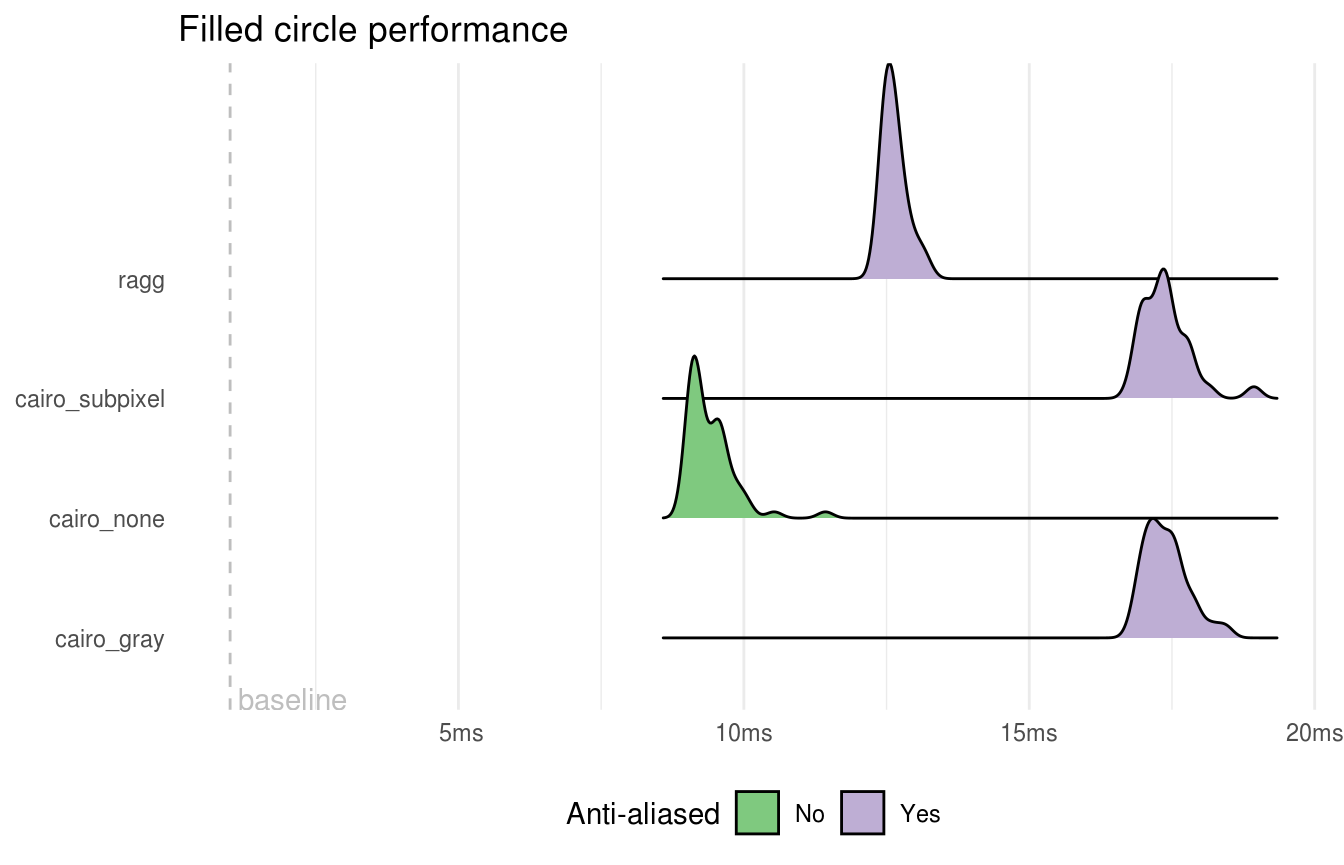 Filled circle performance
ragg
cairo_subpixel
cairo_none
cairo_gray
baseline
5ms 10ms 15ms 20ms
Anti-aliased No Yes